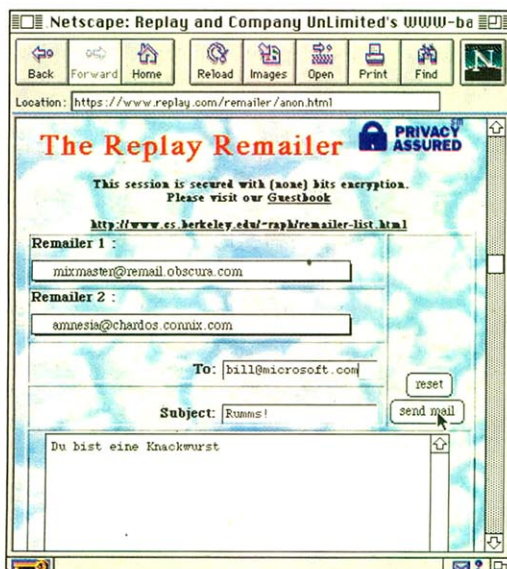 Netscape: Replay and Company UnLimited's WWW-ba
Back Forward Home Reload Images Open Print Find N
Location: https://www.replay.com/remailer/anon.html
The Replay Remailer
PRIVACY sm
ASSURED
This session is secured with (none) bits encryption.
Please visit our Guestbook
http://www.cs.berkeley.edu/~raph/remailer-list.html
Remailer 1 :
mixmaster@remail.obscura.com
Remailer 2 :
amnesia@chardos.connix.com
To: bill@microsoft.com
reset
Subject: Rumms!
send mail
Du bist eine Knackwurst
?